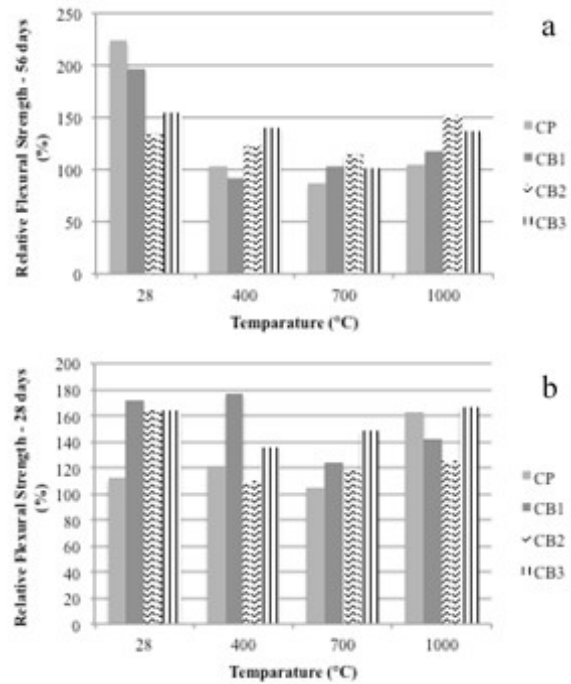 a
Relative Flexural Strength - 56 days
(%)
250
200
150
100
50
0
28 400 700 1000
Temparature (°C)
CP
CB1
CB2
CB3
b
Relative Flexural Strength - 28 days
(%)
200
180
160
140
120
100
80
60
40
20
0
28 400 700 1000
Temparature (°C)
CP
CB1
CB2
CB3